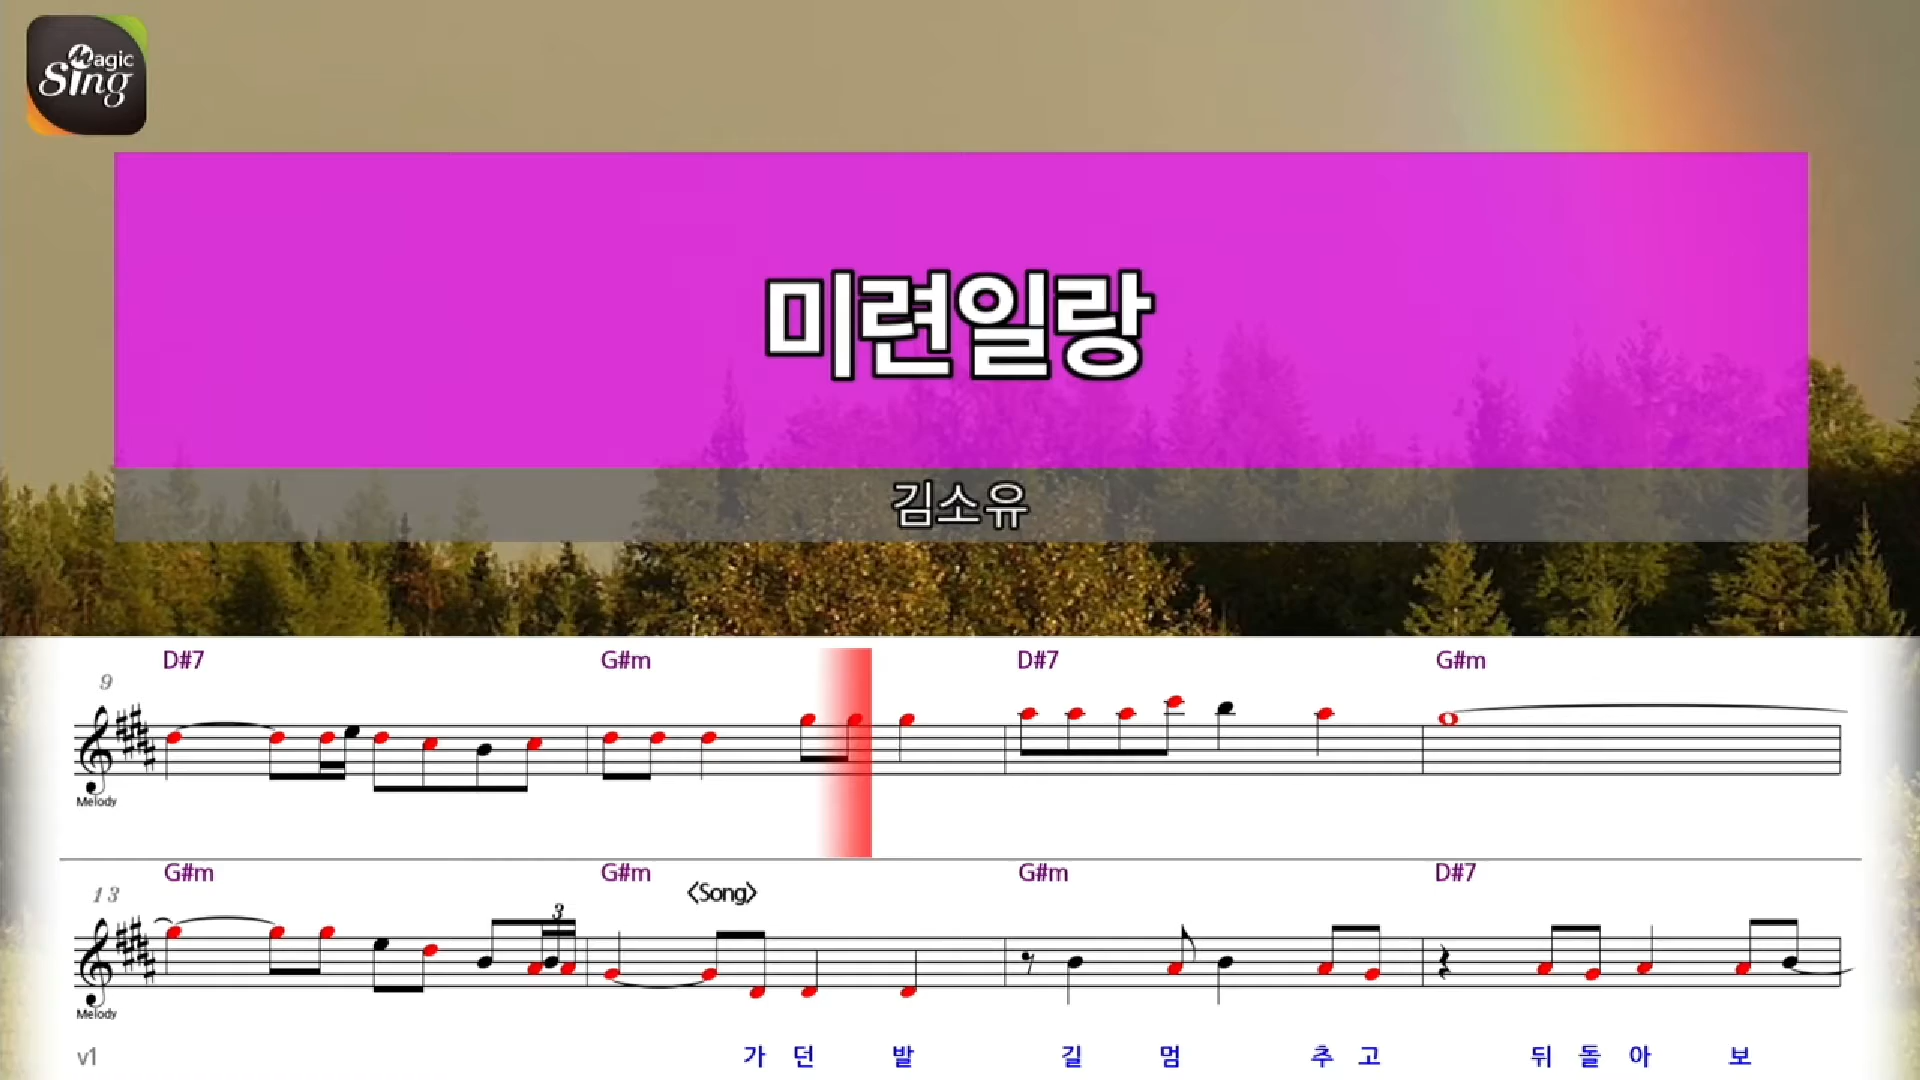 Magic
Sing
미련일랑
김소유
D#7 G#m D#7 G#m
9
Melody
G#m G#m <Song> G#m D#7
13
3
Melody
v1 가 던 발 길 멈 추 고 뒤 돌 아 보